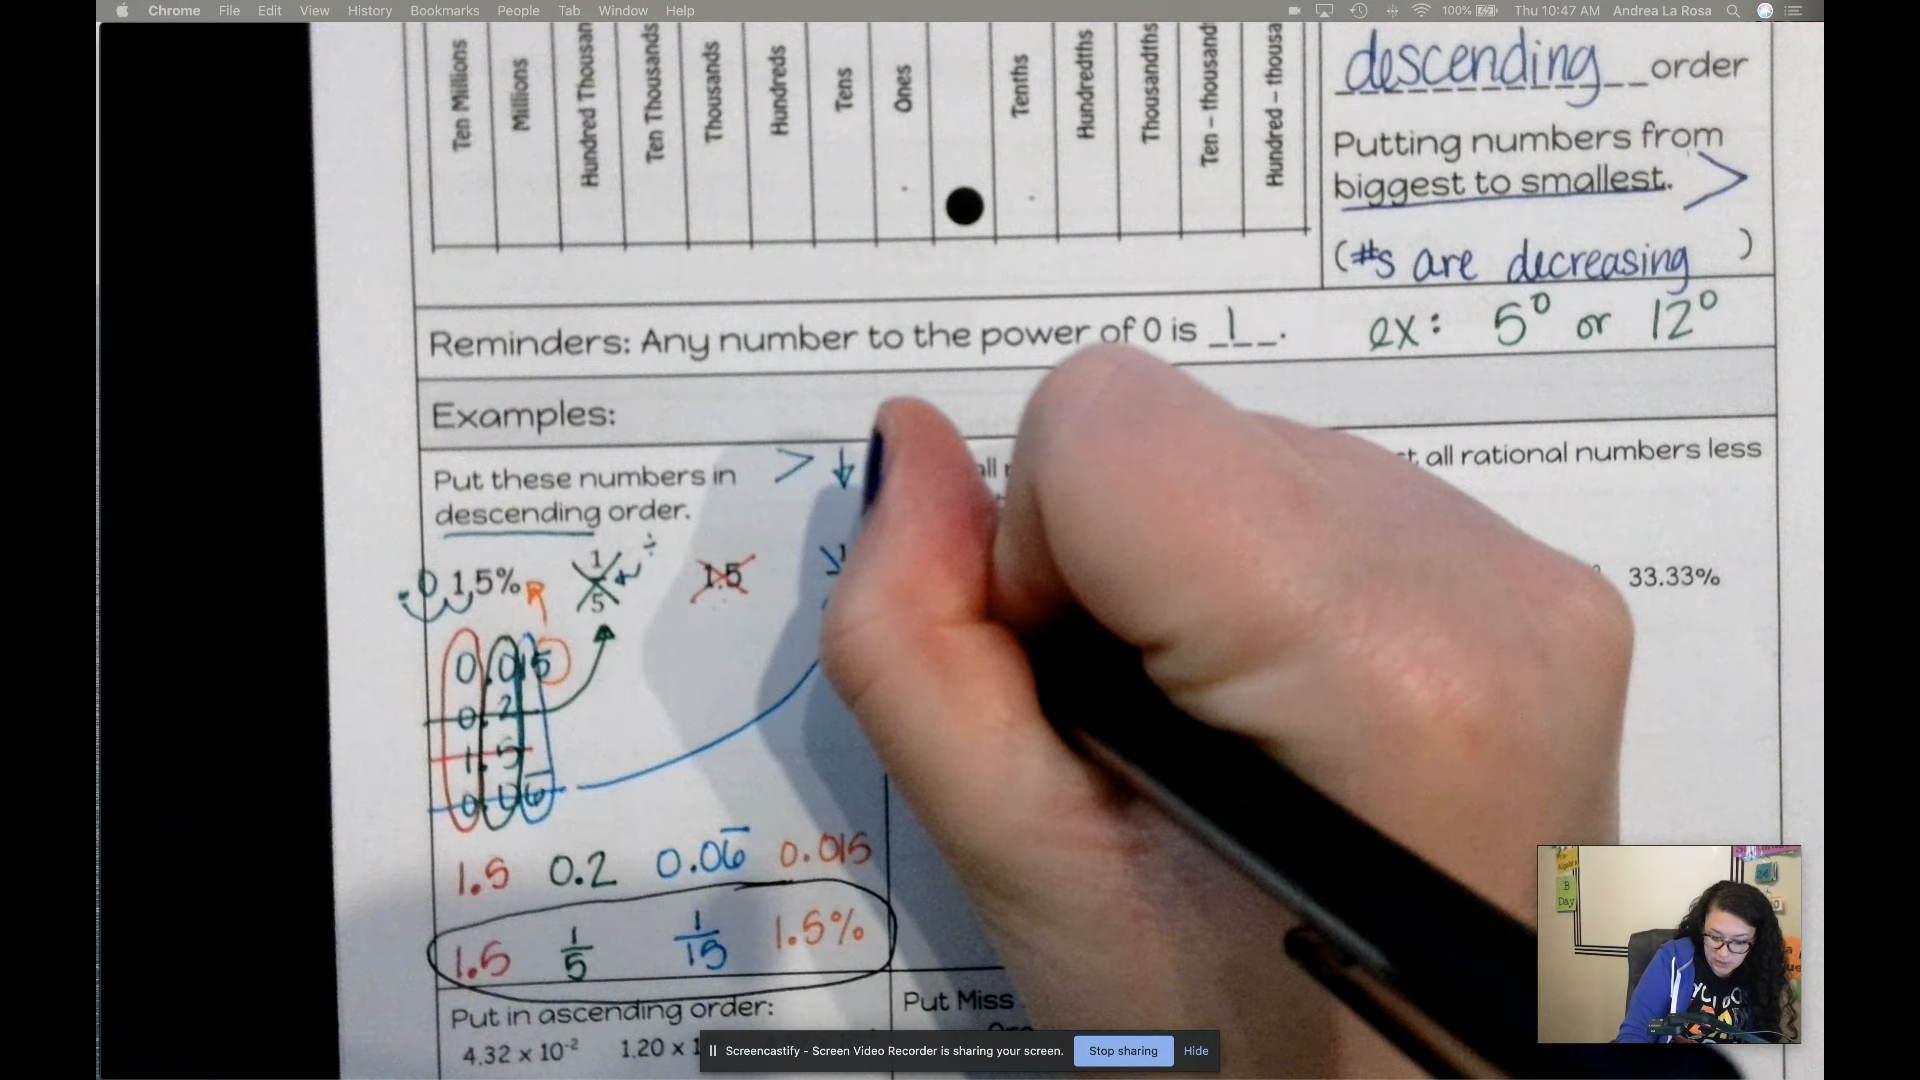 Chrome File Edit View History Bookmarks People Tab Window Help 100% Thu 10:47 AM Andrea La Rosa
Ten Millions
Millions
Hundred Thousan
Ten Thousands
Thousands
Hundreds
Tens
Ones
Tenths
Hundredths
Thousandths
Ten - thousand
Hundred - thousa
descending order
Putting numbers from
biggest to smallest. >
(#s are decreasing )
Reminders: Any number to the power of 0 is _1_. ex: 5⁰ or 12⁰
Examples:
Put these numbers in > ↓
descending order.
0 1.5% 1/5 ÷ 1.5
0.015
0.2
1.5
0.06̅
1.5 0.2 0.06̅ 0.015
1.5 1/5 1/15 1.5%
all rational numbers less
33.33%
Put in ascending order:
4.32 x 10⁻² 1.20 x 1
Put Miss
B
Day
Screencastify - Screen Video Recorder is sharing your screen. Stop sharing Hide